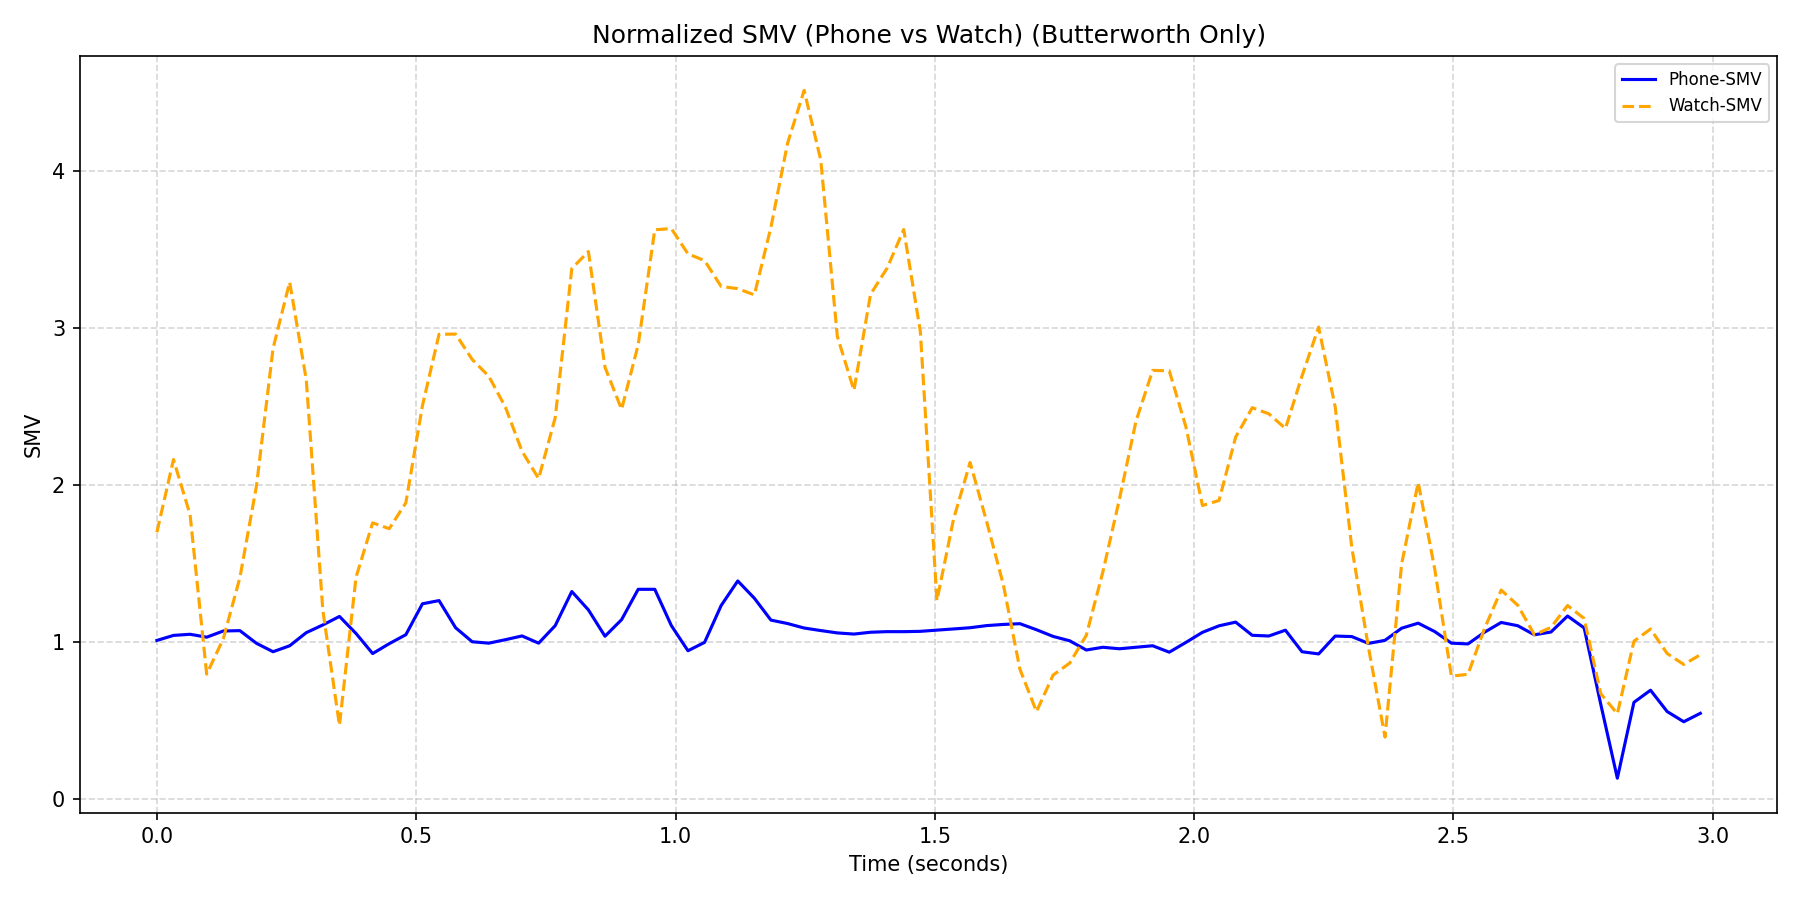 Normalized SMV (Phone vs Watch) (Butterworth Only)
Phone-SMV
Watch-SMV
SMV
4
3
2
1
0
0.0 0.5 1.0 1.5 2.0 2.5 3.0
Time (seconds)